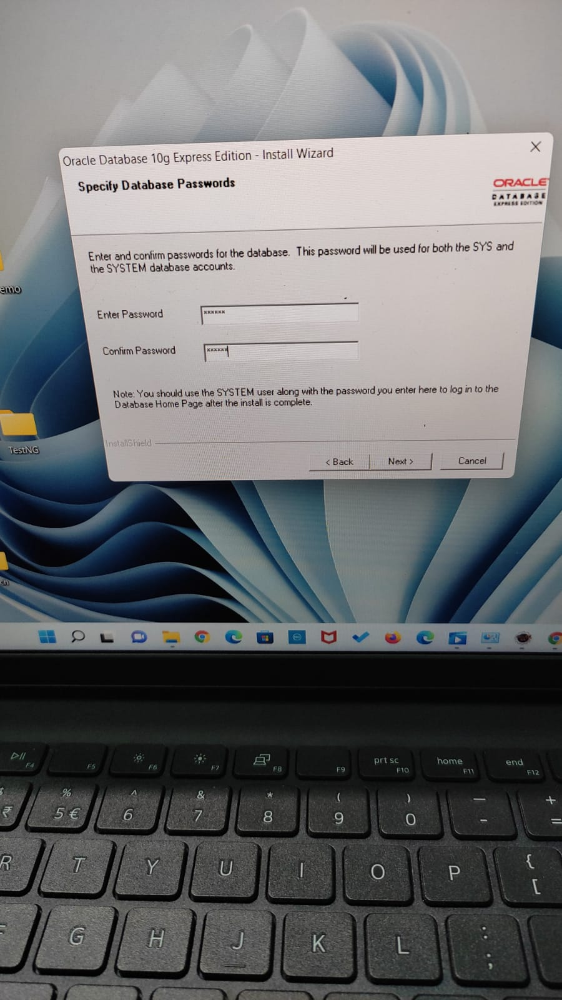 Oracle Database 10g Express Edition - Install Wizard
Specify Database Passwords
ORACLE
DATABASE
EXPRESS EDITION
Enter and confirm passwords for the database. This password will be used for both the SYS and
the SYSTEM database accounts.
emo
Enter Password xxxxxx
Confirm Password xxxxxx
Note: You should use the SYSTEM user along with the password you enter here to log in to the
Database Home Page after the install is complete.
TestNG
InstallShield
< Back Next > Cancel
ch
F4 F5 F6 F7 F8 F9 prt sc F10 home F11 end F12
₹ % 5 € ^ 6 & 7 * 8 ( 9 ) 0 — - + =
R T Y U I O P { [
G H J K L : ;